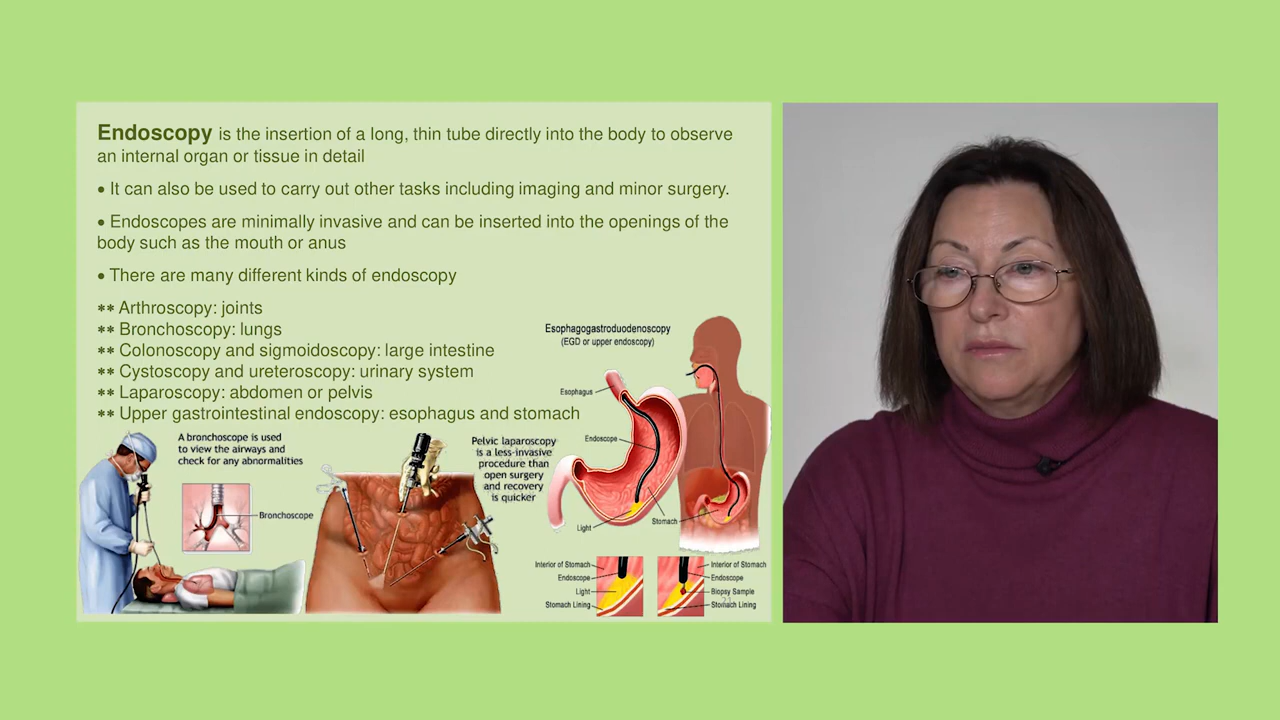 Endoscopy is the insertion of a long, thin tube directly into the body to observe
an internal organ or tissue in detail
• It can also be used to carry out other tasks including imaging and minor surgery.
• Endoscopes are minimally invasive and can be inserted into the openings of the
body such as the mouth or anus
• There are many different kinds of endoscopy
** Arthroscopy: joints
** Bronchoscopy: lungs
** Colonoscopy and sigmoidoscopy: large intestine
** Cystoscopy and ureteroscopy: urinary system
** Laparoscopy: abdomen or pelvis
** Upper gastrointestinal endoscopy: esophagus and stomach
A bronchoscope is used
to view the airways and
check for any abnormalities
Bronchoscope
Pelvic laparoscopy
is a less-invasive
procedure than
open surgery
and recovery
is quicker
Esophagogastroduodenoscopy
(EGD or upper endoscopy)
Esophagus
Endoscope
Light
Stomach
Interior of Stomach
Endoscope
Light
Stomach Lining
Interior of Stomach
Endoscope
Biopsy Sample
Stomach Lining